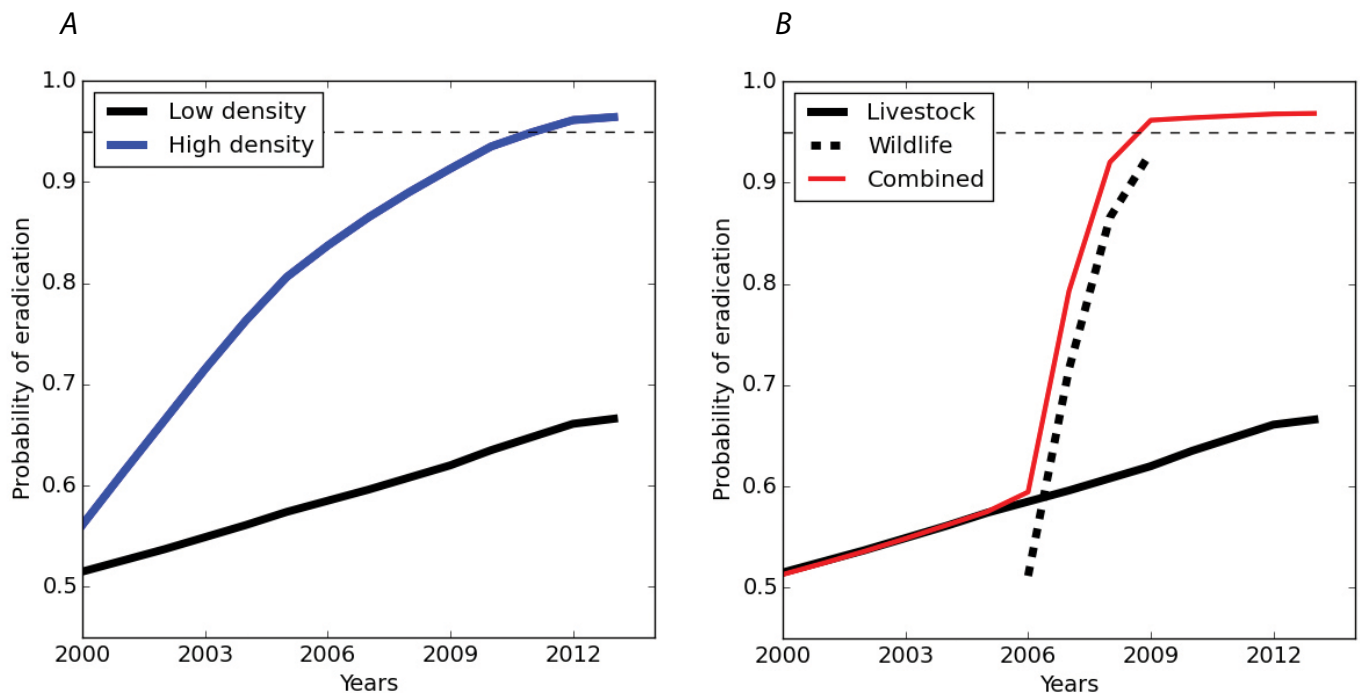 A
Probability of eradication
1.0
0.9
0.8
0.7
0.6
0.5
Low density
High density
2000 2003 2006 2009 2012
Years
B
Probability of eradication
1.0
0.9
0.8
0.7
0.6
0.5
Livestock
Wildlife
Combined
2000 2003 2006 2009 2012
Years